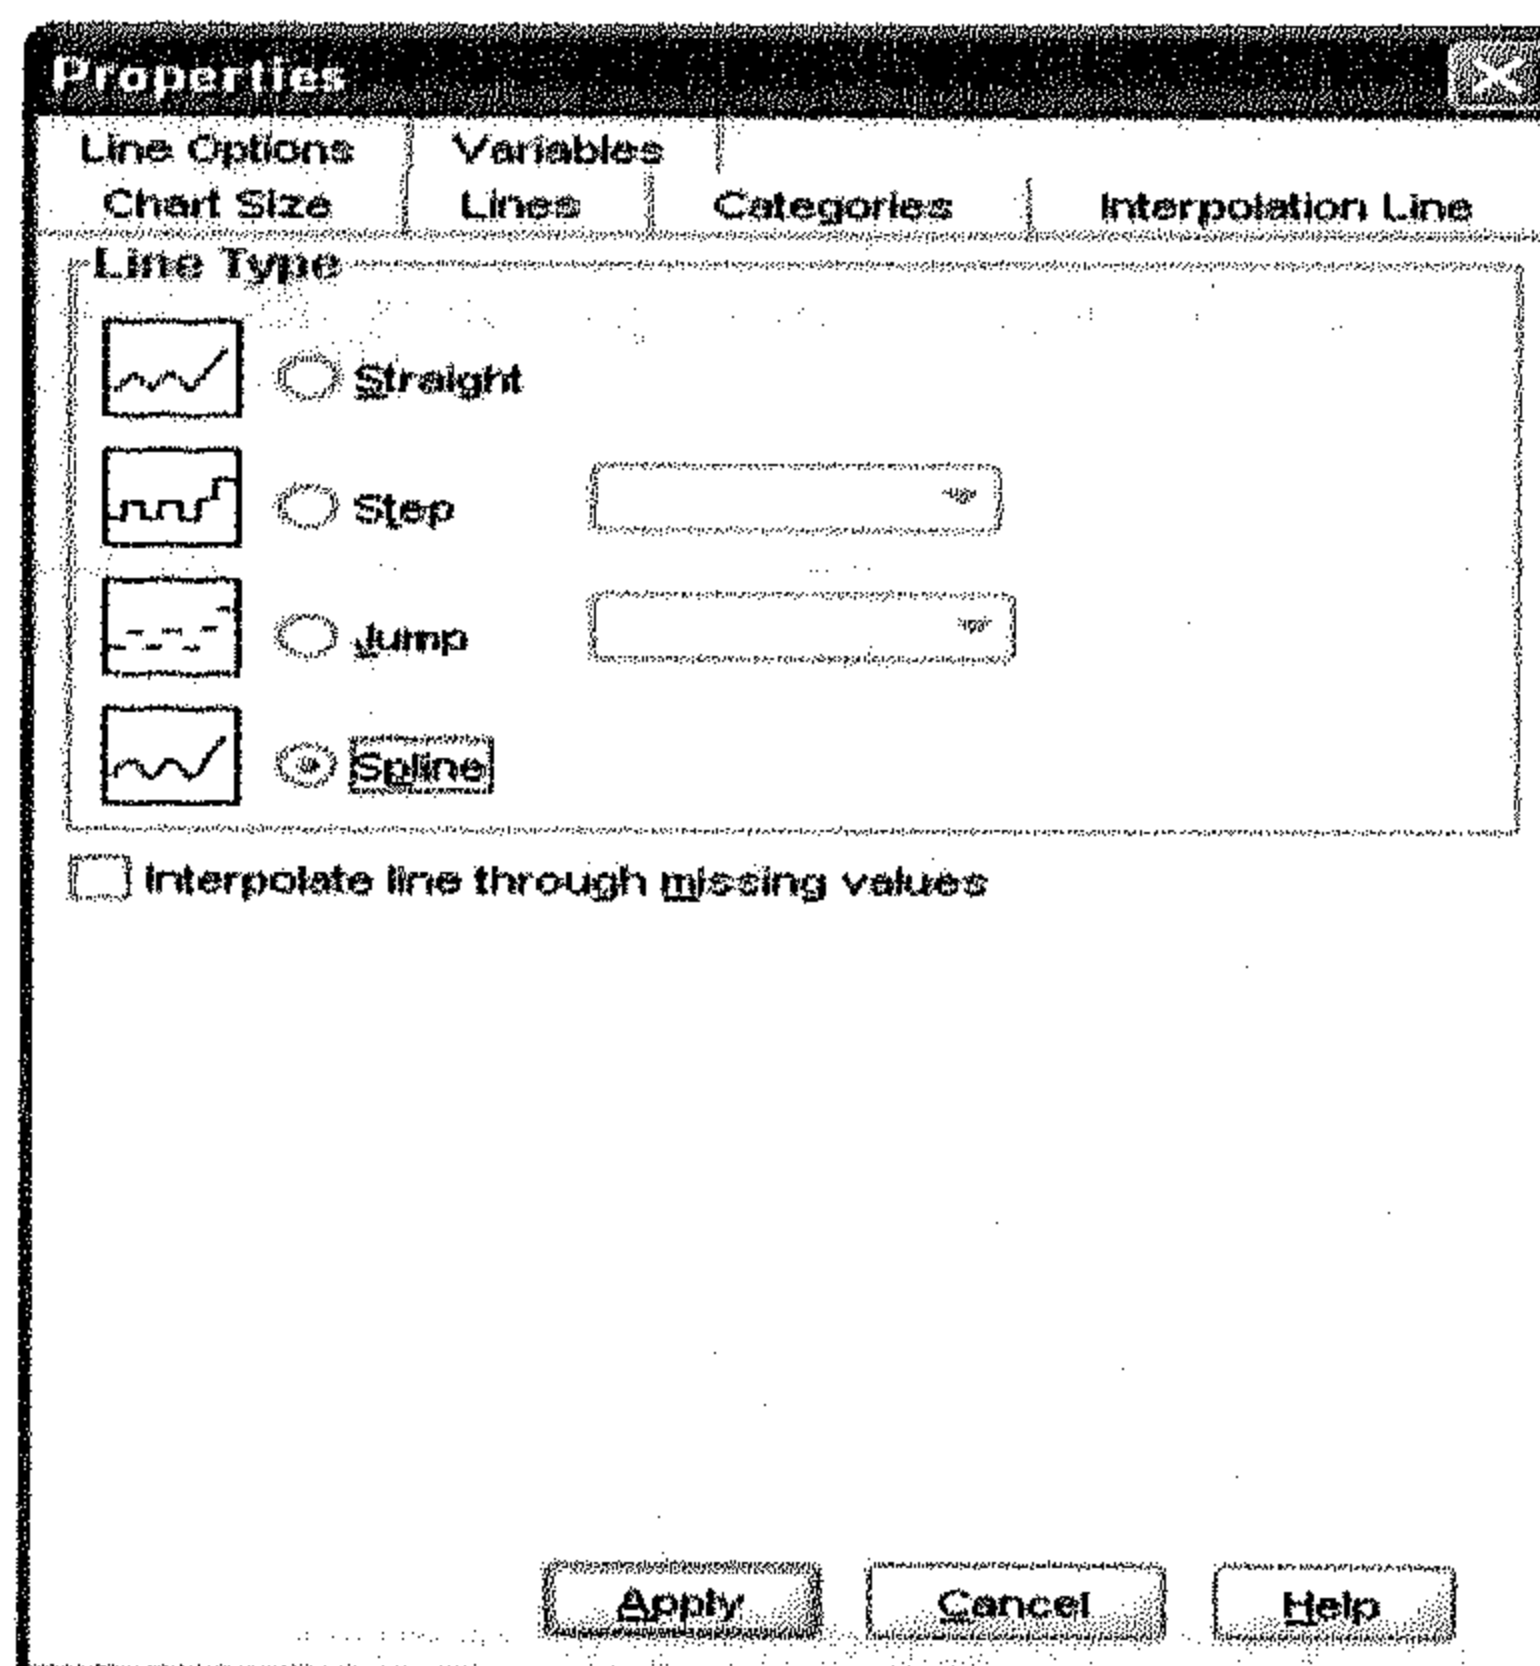 Properties
Line Options Variables
Chart Size Lines Categories Interpolation Line
Line Type
Straight
Step
Jump
Spline
Interpolate line through missing values
Apply Cancel Help